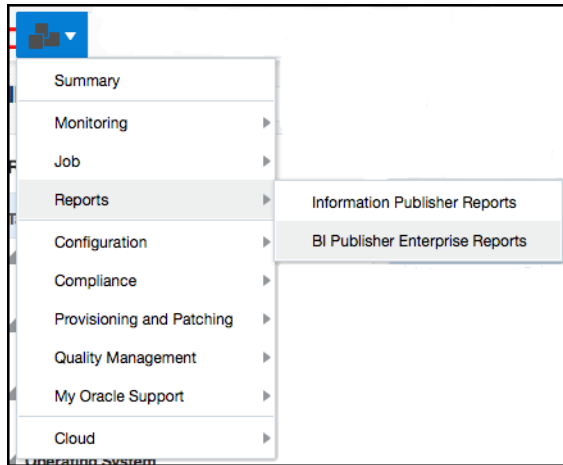 Summary
Monitoring
Job
Reports
Information Publisher Reports
BI Publisher Enterprise Reports
Configuration
Compliance
Provisioning and Patching
Quality Management
My Oracle Support
Cloud
Operating System